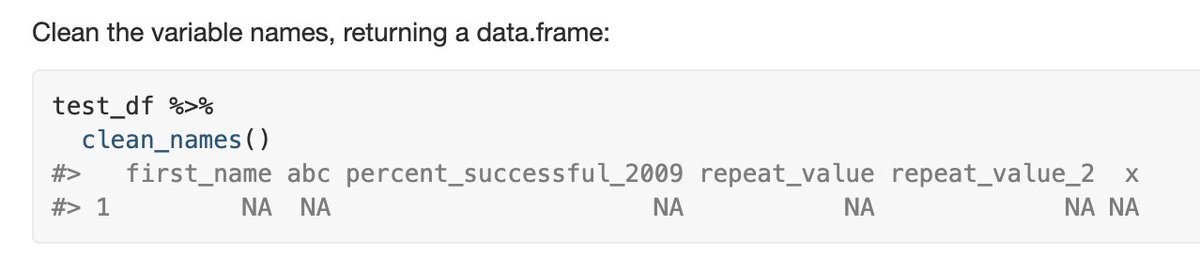 Clean the variable names, returning a data.frame:
test_df %>%
  clean_names()
#>   first_name abc percent_successful_2009 repeat_value repeat_value_2  x
#> 1         NA  NA                      NA           NA             NA NA